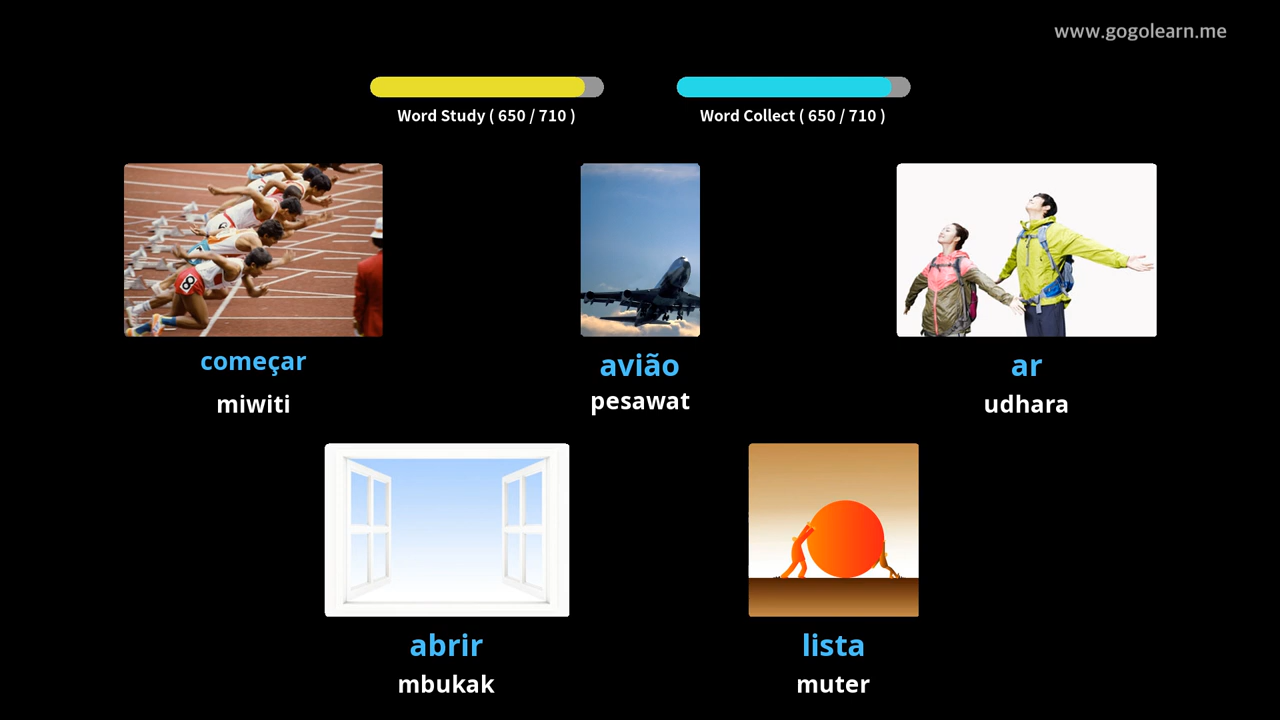 www.gogolearn.me
Word Study ( 650 / 710 )
Word Collect ( 650 / 710 )
começar
avião
ar
miwiti
pesawat
udhara
abrir
lista
mbukak
muter